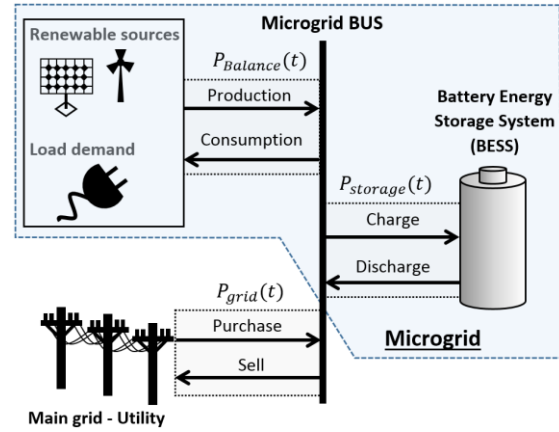 Microgrid BUS
Renewable sources
P_Balance(t)
Production
Consumption
Load demand
Battery Energy
Storage System
(BESS)
P_storage(t)
Charge
Discharge
P_grid(t)
Purchase
Sell
Microgrid
Main grid - Utility